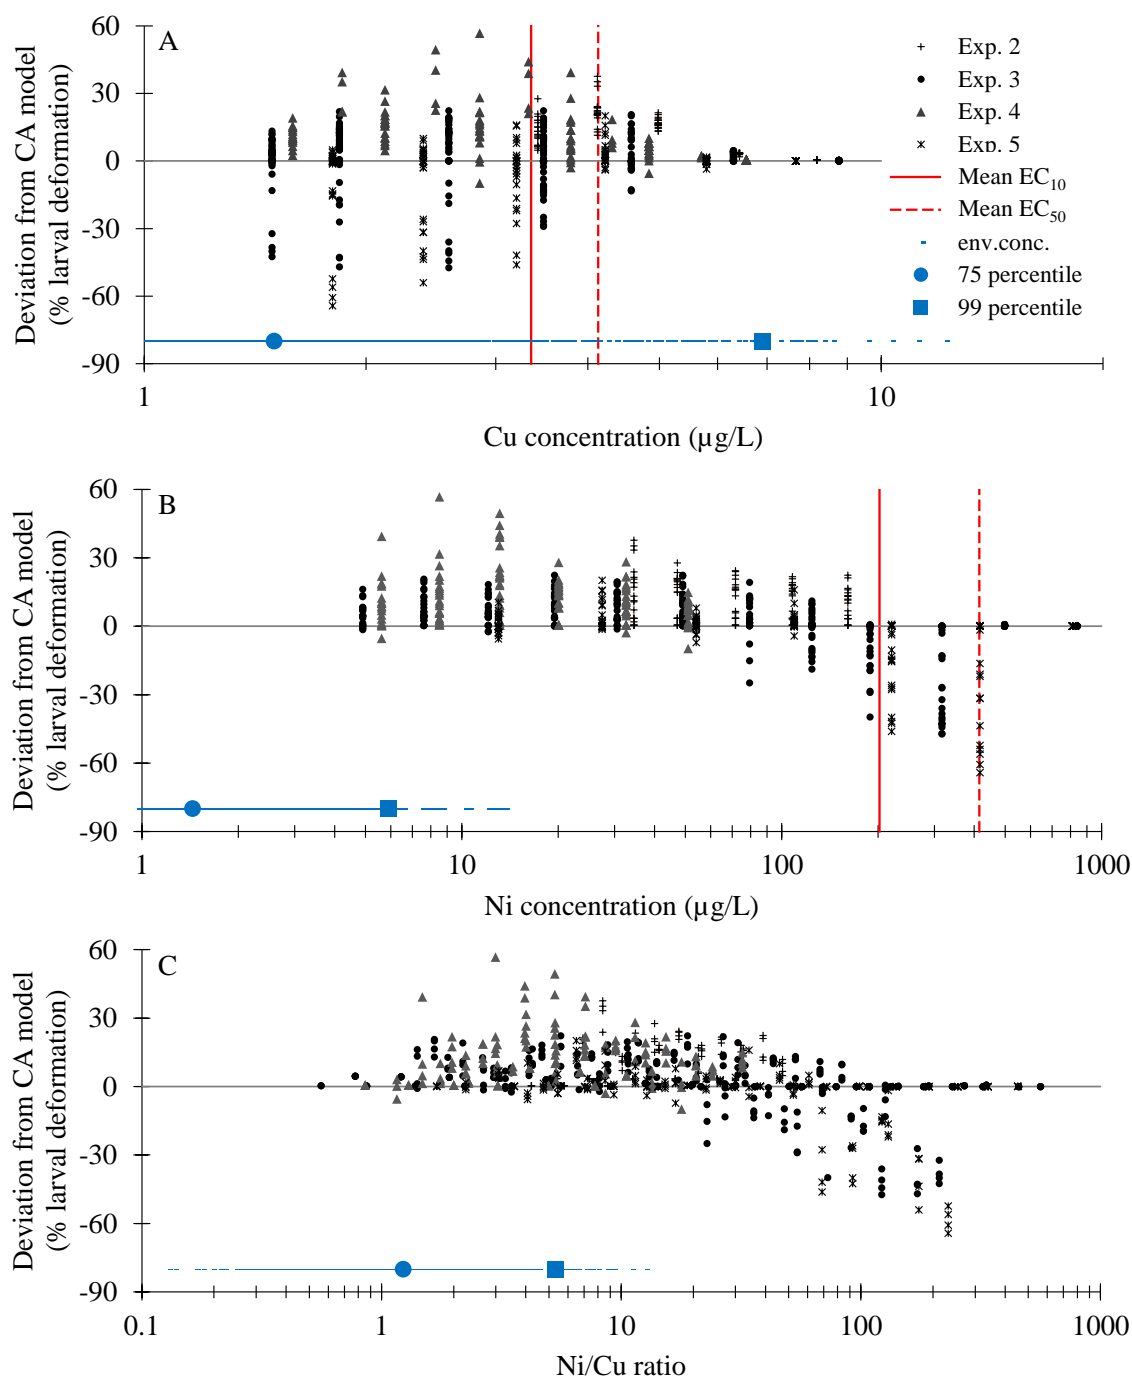 A
60
30
0
-30
-60
-90
Deviation from CA model
(% larval deformation)
Exp. 2
Exp. 3
Exp. 4
Exp. 5
Mean EC10
Mean EC50
env.conc.
75 percentile
99 percentile
1
10
Cu concentration (µg/L)
B
60
30
0
-30
-60
-90
Deviation from CA model
(% larval deformation)
1
10
100
1000
Ni concentration (µg/L)
C
60
30
0
-30
-60
-90
Deviation from CA model
(% larval deformation)
0.1
1
10
100
1000
Ni/Cu ratio